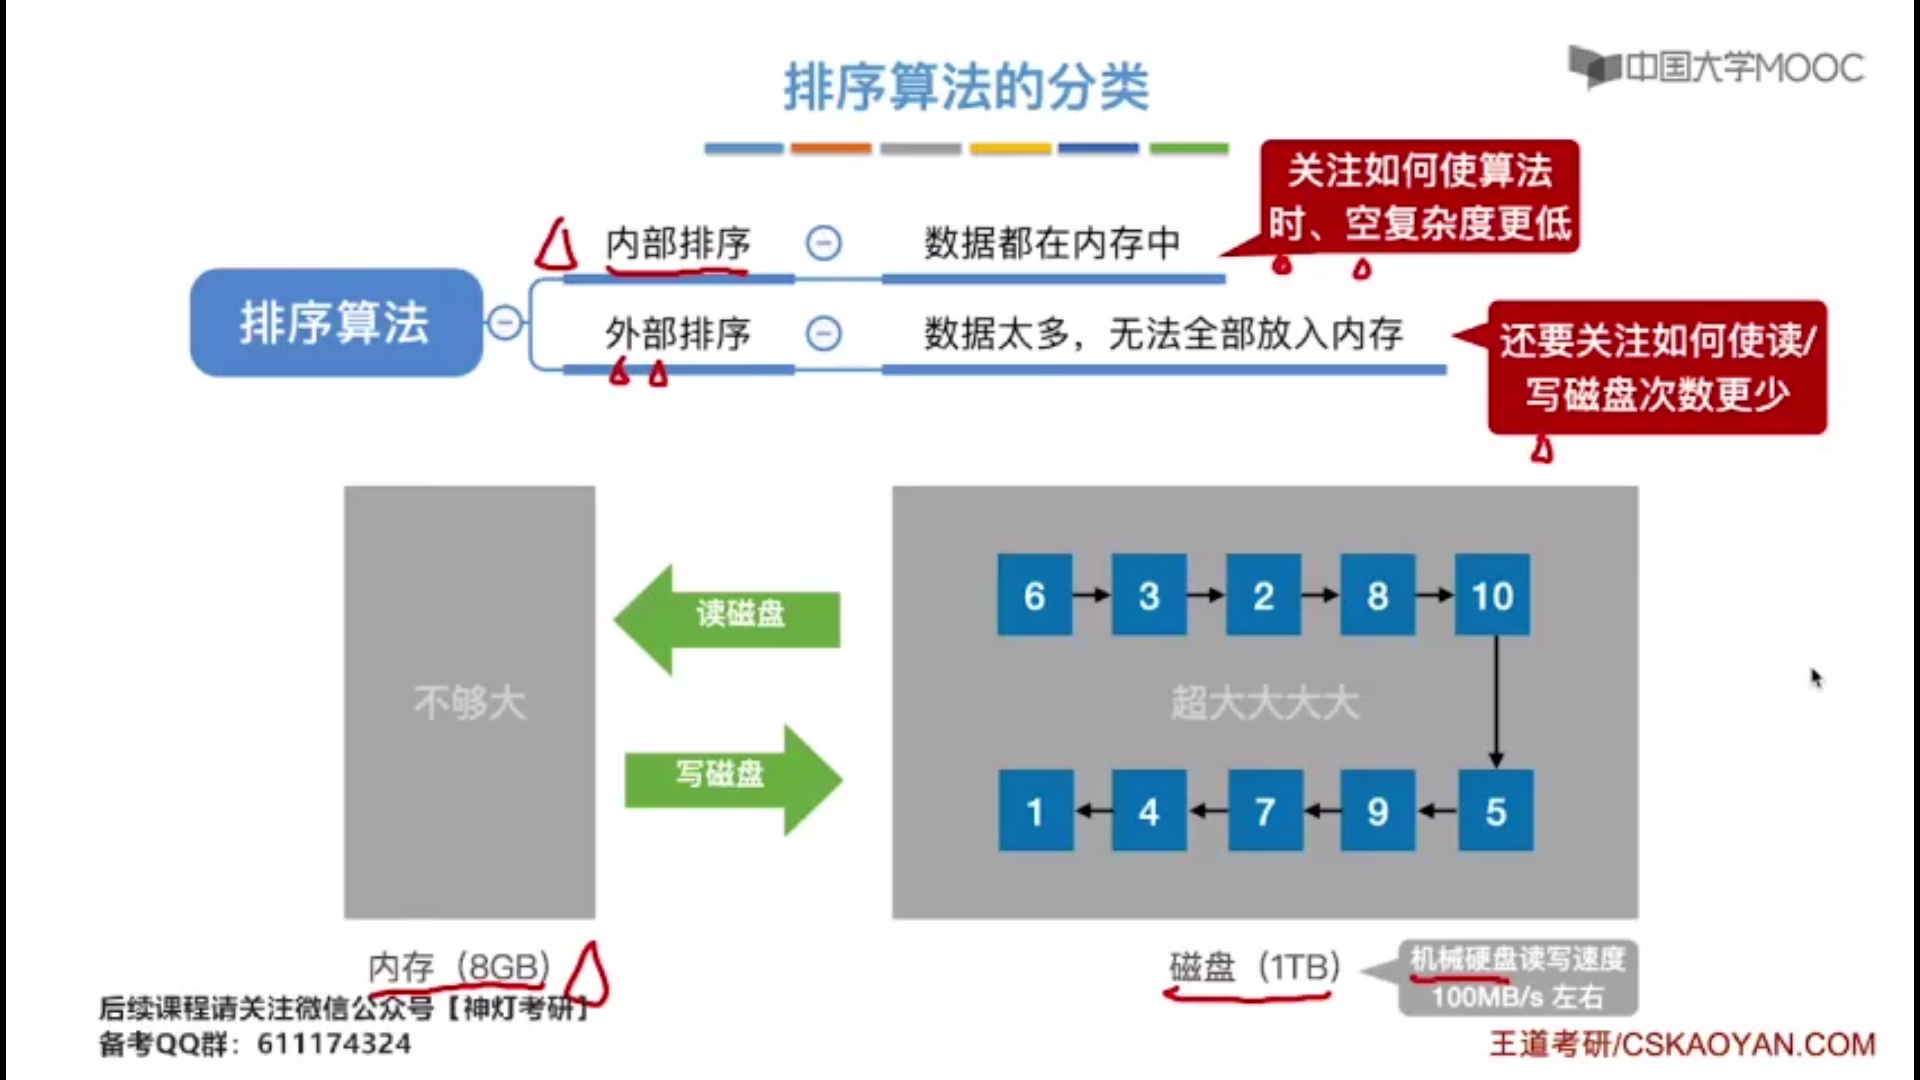 排序算法的分类
中国大学MOOC
关注如何使算法
时、空复杂度更低
内部排序
数据都在内存中
排序算法
外部排序
数据太多，无法全部放入内存
还要关注如何使读/
写磁盘次数更少
读磁盘
6
3
2
8
10
不够大
超大大大大
写磁盘
1
4
7
9
5
内存（8GB）
磁盘（1TB）
机械硬盘读写速度
100MB/s 左右
后续课程请关注微信公众号【神灯考研】
备考QQ群：611174324
王道考研/CSKAOYAN.COM